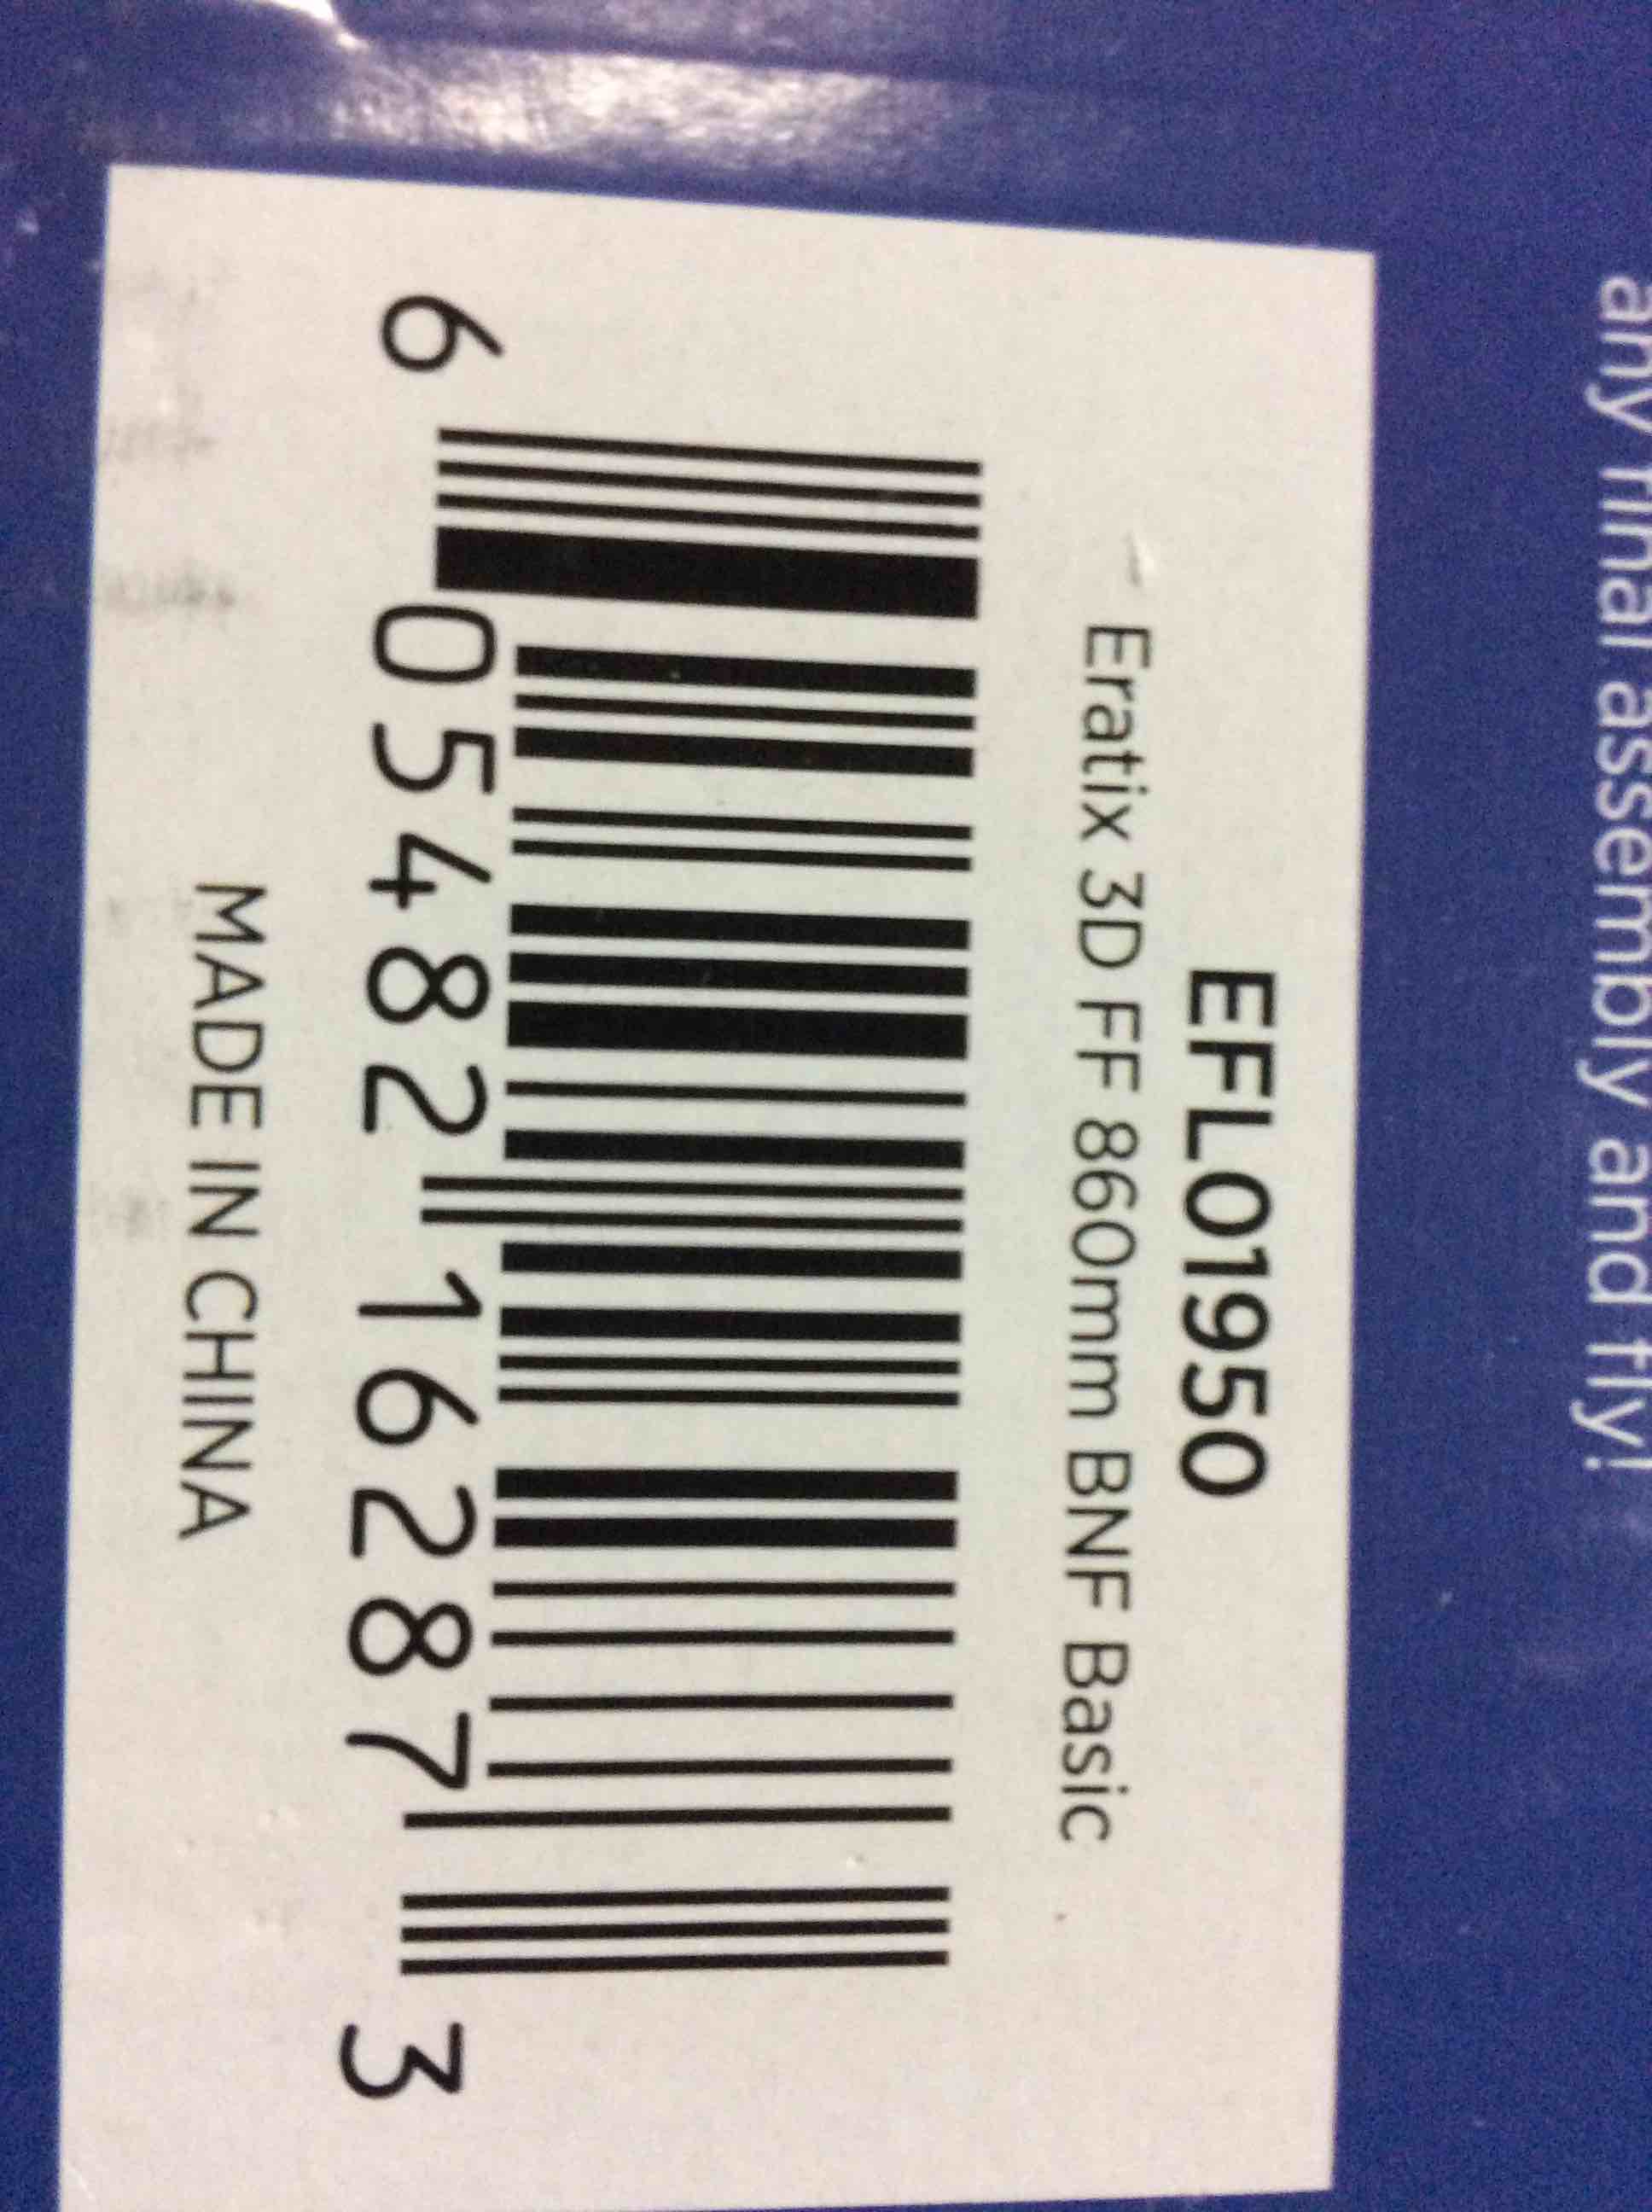 any final assembly and fly!
EFL01950
Eratix 3D FF 860mm BNF Basic
6 05482 16287 3
MADE IN CHINA